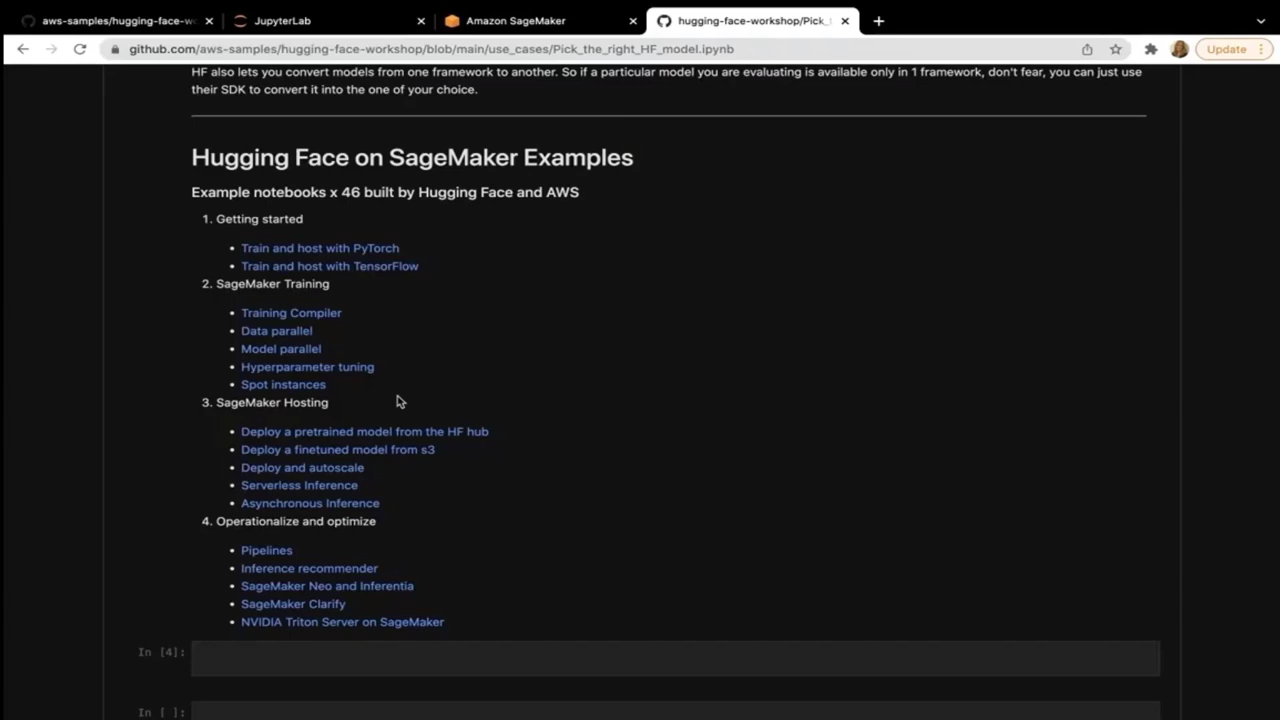 aws-samples/hugging-face-w
JupyterLab
Amazon SageMaker
hugging-face-workshop/Pick_
github.com/aws-samples/hugging-face-workshop/blob/main/use_cases/Pick_the_right_HF_model.ipynb
Update
HF also lets you convert models from one framework to another. So if a particular model you are evaluating is available only in 1 framework, don't fear, you can just use
their SDK to convert it into the one of your choice.
Hugging Face on SageMaker Examples
Example notebooks x 46 built by Hugging Face and AWS
1. Getting started
• Train and host with PyTorch
• Train and host with TensorFlow
2. SageMaker Training
• Training Compiler
• Data parallel
• Model parallel
• Hyperparameter tuning
• Spot instances
3. SageMaker Hosting
• Deploy a pretrained model from the HF hub
• Deploy a finetuned model from s3
• Deploy and autoscale
• Serverless Inference
• Asynchronous Inference
4. Operationalize and optimize
• Pipelines
• Inference recommender
• SageMaker Neo and Inferentia
• SageMaker Clarify
• NVIDIA Triton Server on SageMaker
In [4]:
In [ ]: